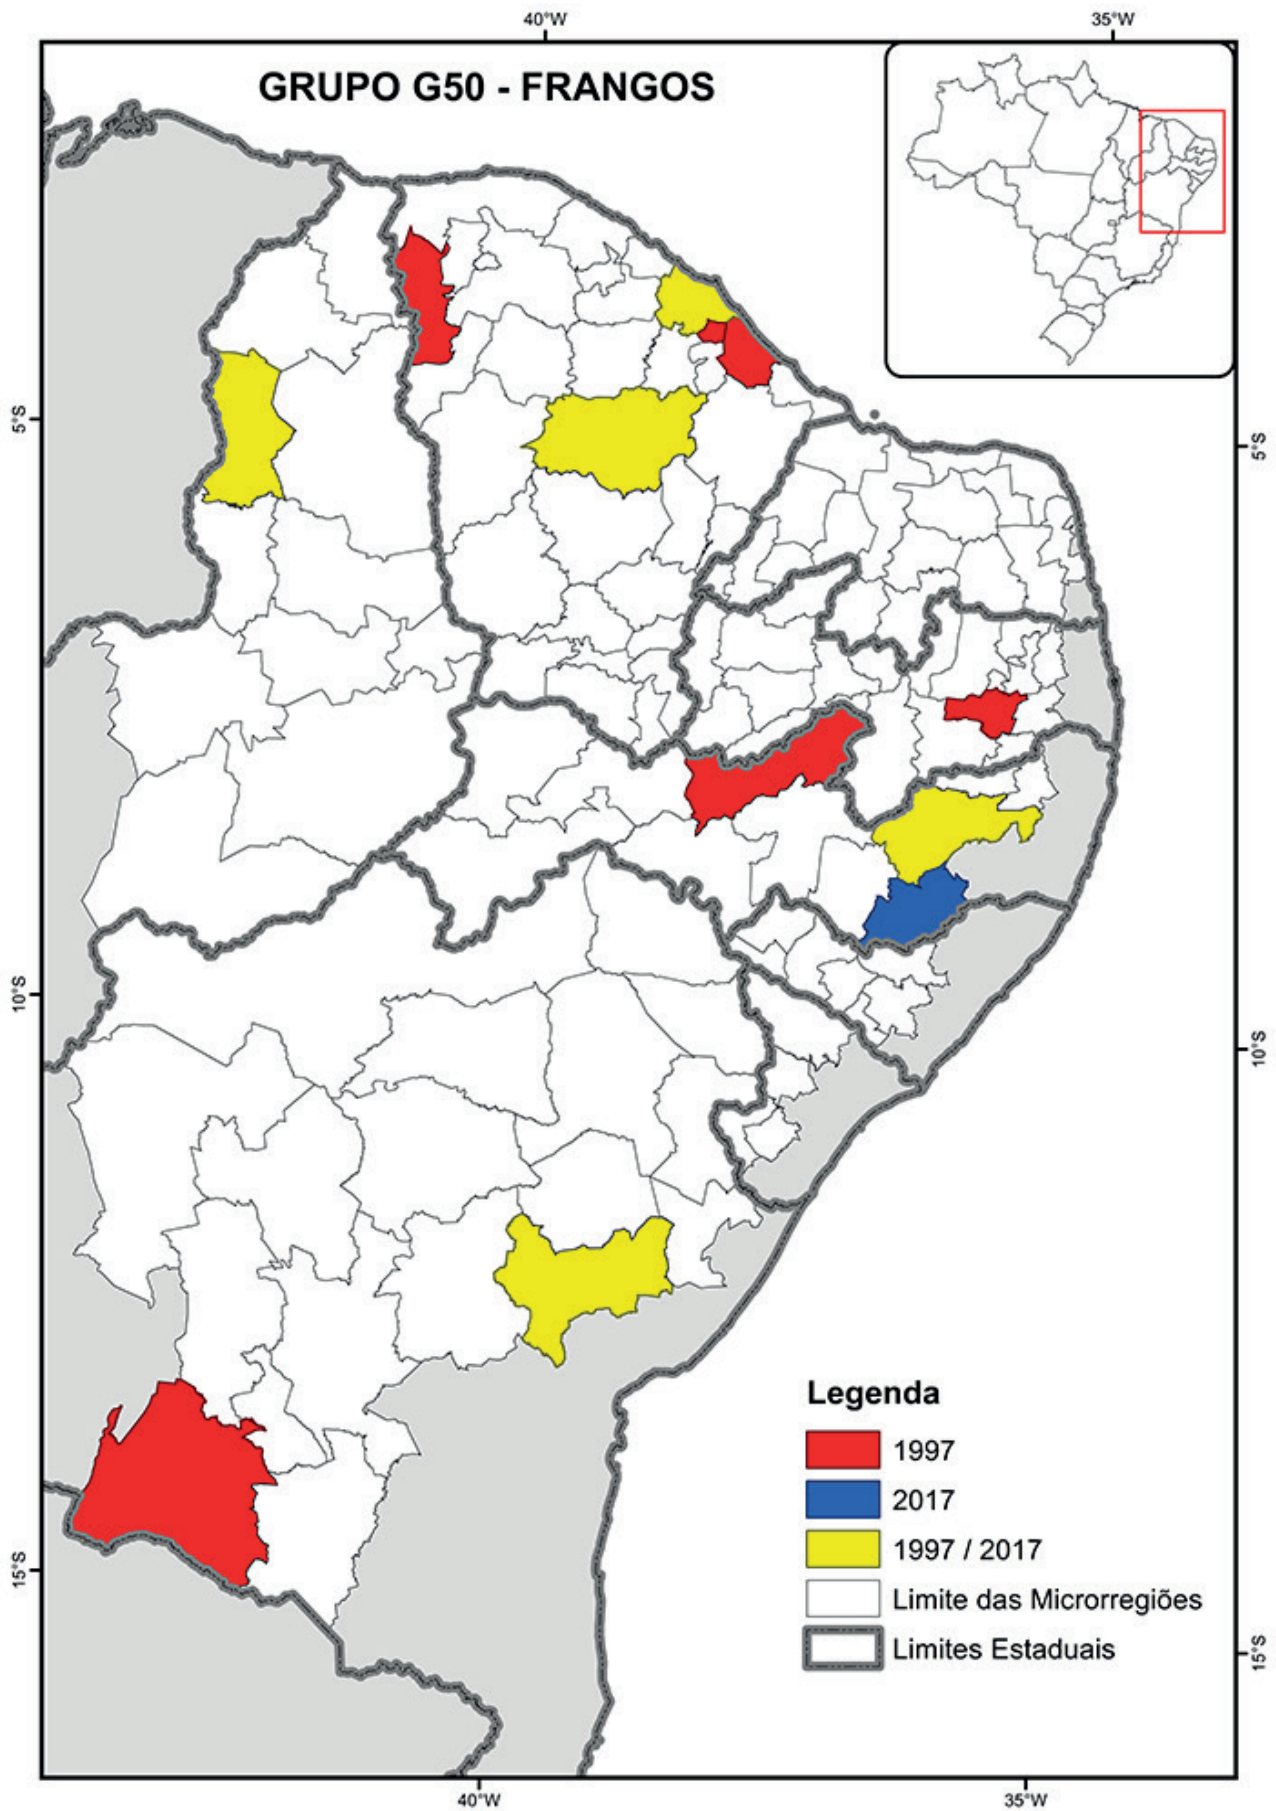 40°W
35°W
GRUPO G50 - FRANGOS
5°S
5°S
10°S
10°S
Legenda
1997
2017
1997 / 2017
Limite das Microrregiões
Limites Estaduais
15°S
15°S
40°W
35°W